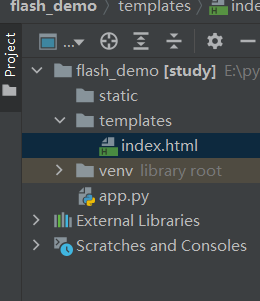 flash_demo > templates > inde
Project
...
flash_demo [study] E:\py
static
templates
index.html
venv library root
app.py
External Libraries
Scratches and Consoles